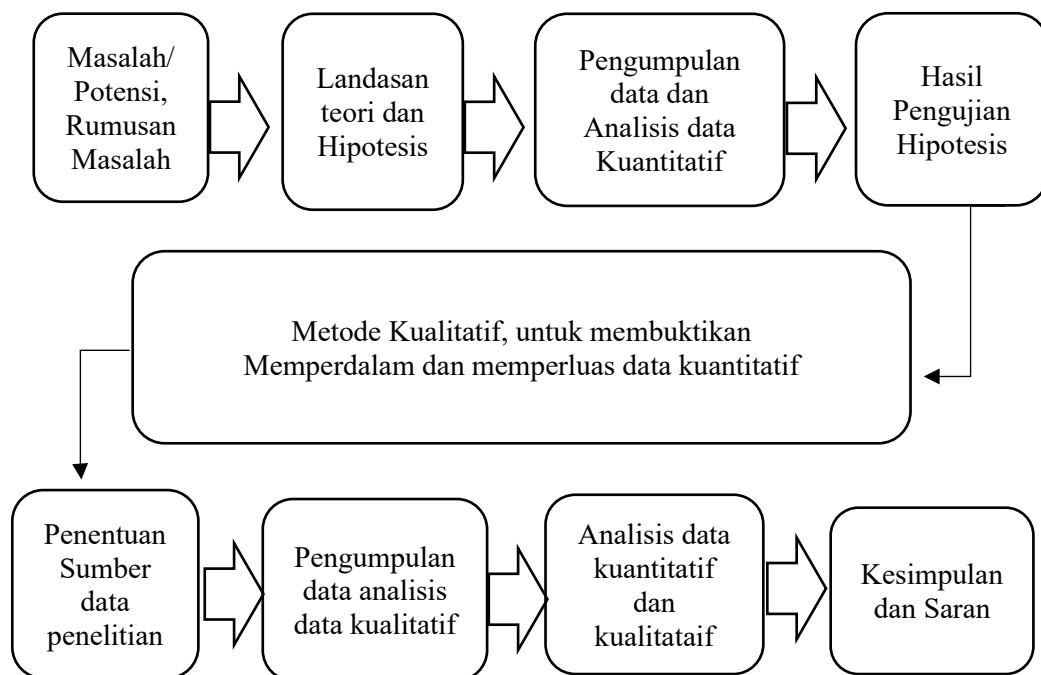 Masalah/
Potensi,
Rumusan
Masalah
Landasan
teori dan
Hipotesis
Pengumpulan
data dan
Analisis data
Kuantitatif
Hasil
Pengujian
Hipotesis
Metode Kualitatif, untuk membuktikan
Memperdalam dan memperluas data kuantitatif
Penentuan
Sumber
data
penelitian
Pengumpulan
data analisis
data kualitatif
Analisis data
kuantitatif
dan
kualitataif
Kesimpulan
dan Saran